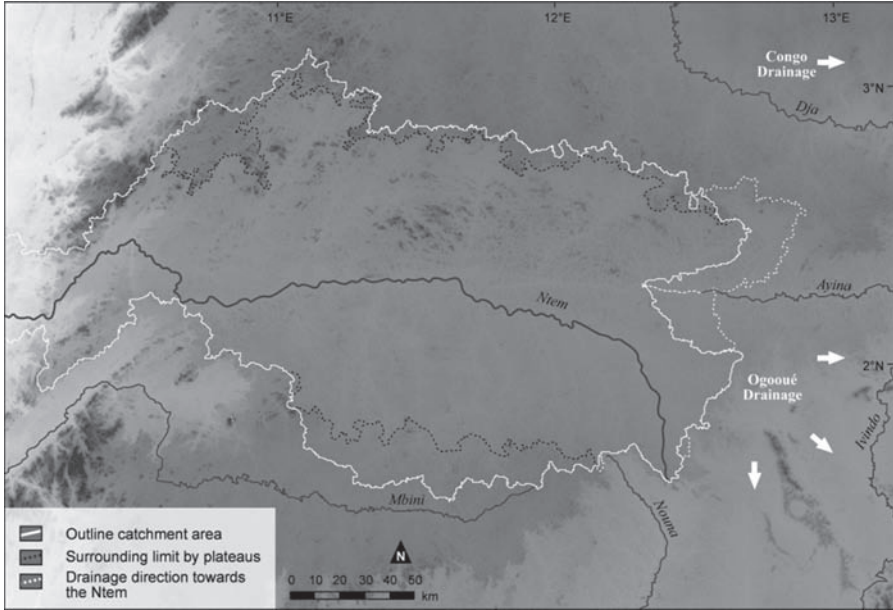 11°E
12°E
13°E
Congo
Drainage
3°N
Dja
Ntem
Ayina
2°N
Ogooué
Drainage
Ivindo
Mbini
Nouna
Outline catchment area
Surrounding limit by plateaus
Drainage direction towards
the Ntem
N
0 10 20 30 40 50
km